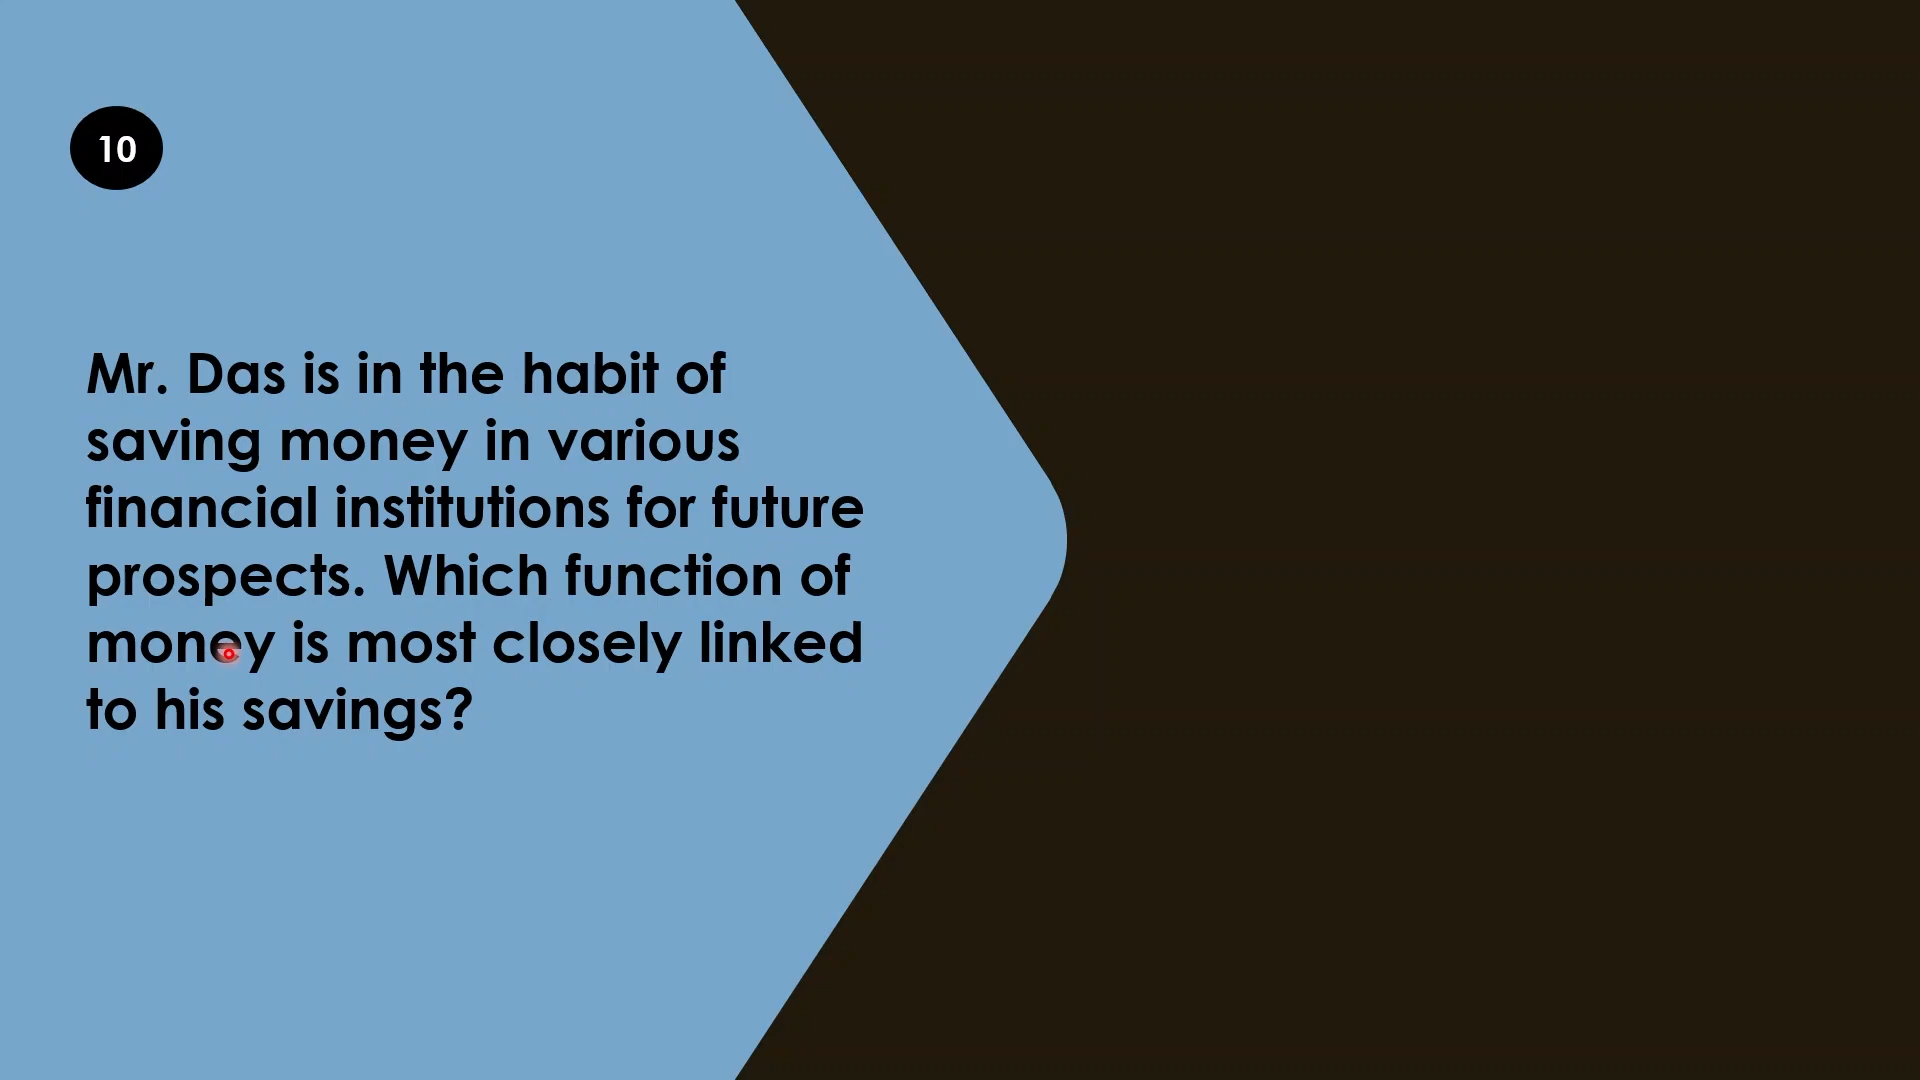 10
Mr. Das is in the habit of
saving money in various
financial institutions for future
prospects. Which function of
money is most closely linked
to his savings?